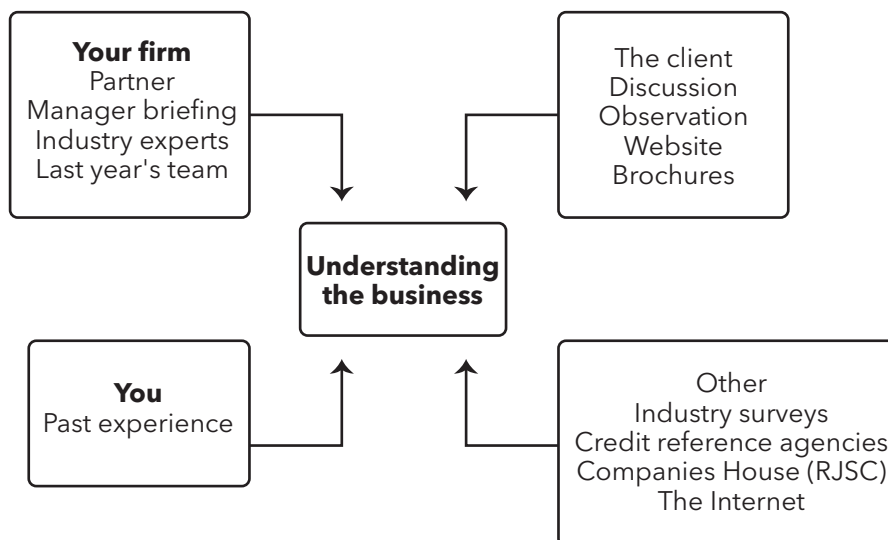 Your firm
Partner
Manager briefing
Industry experts
Last year's team
The client
Discussion
Observation
Website
Brochures
Understanding
the business
You
Past experience
Other
Industry surveys
Credit reference agencies
Companies House (RJSC)
The Internet